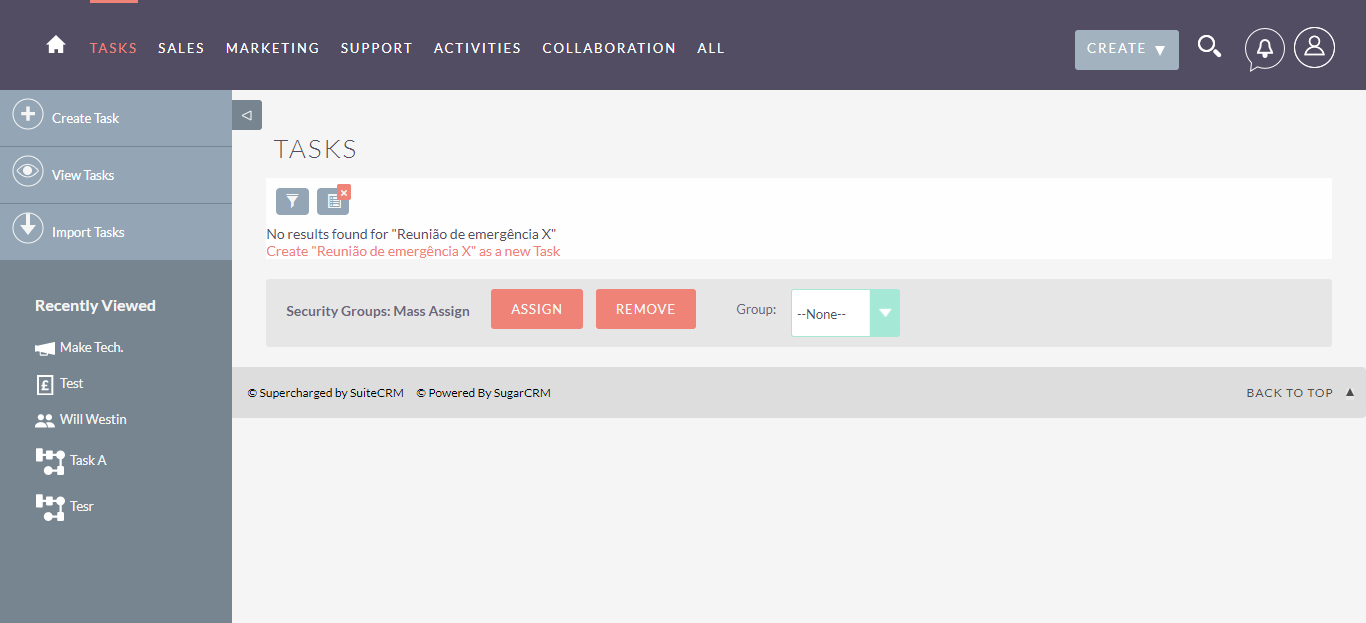 TASKS SALES MARKETING SUPPORT ACTIVITIES COLLABORATION ALL CREATE ▼
Create Task
View Tasks
Import Tasks
Recently Viewed
Make Tech.
Test
Will Westin
Task A
Tesr
TASKS
No results found for "Reunião de emergência X"
Create "Reunião de emergência X" as a new Task
Security Groups: Mass Assign ASSIGN REMOVE Group: --None--
© Supercharged by SuiteCRM © Powered By SugarCRM BACK TO TOP